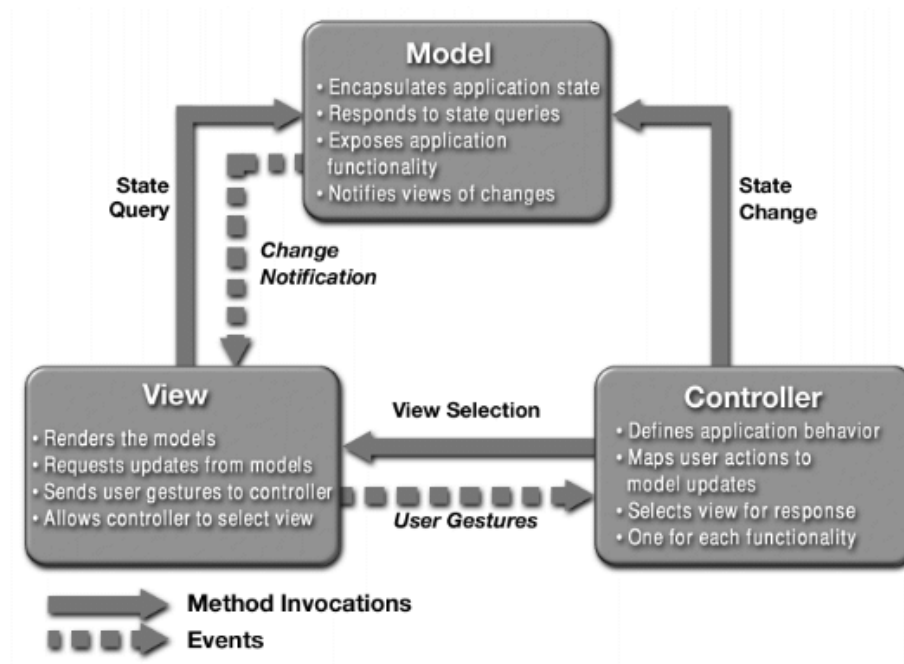 Model
• Encapsulates application state
• Responds to state queries
• Exposes application
functionality
• Notifies views of changes
State
Query
State
Change
Change
Notification
View
• Renders the models
• Requests updates from models
• Sends user gestures to controller
• Allows controller to select view
View Selection
User Gestures
Controller
• Defines application behavior
• Maps user actions to
model updates
• Selects view for response
• One for each functionality
Method Invocations
Events